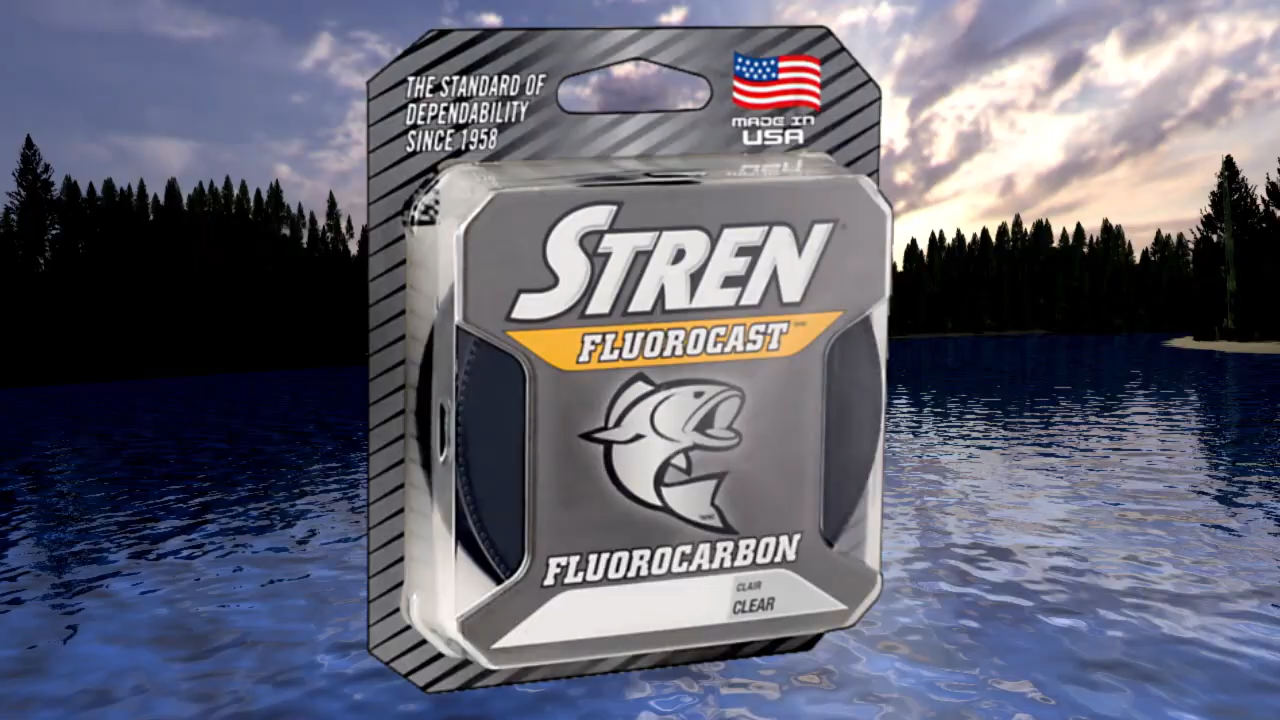 THE STANDARD OF
DEPENDABILITY
SINCE 1958
MADE IN
USA
STREN
FLUOROCAST
FLUOROCARBON
CLAIR
CLEAR